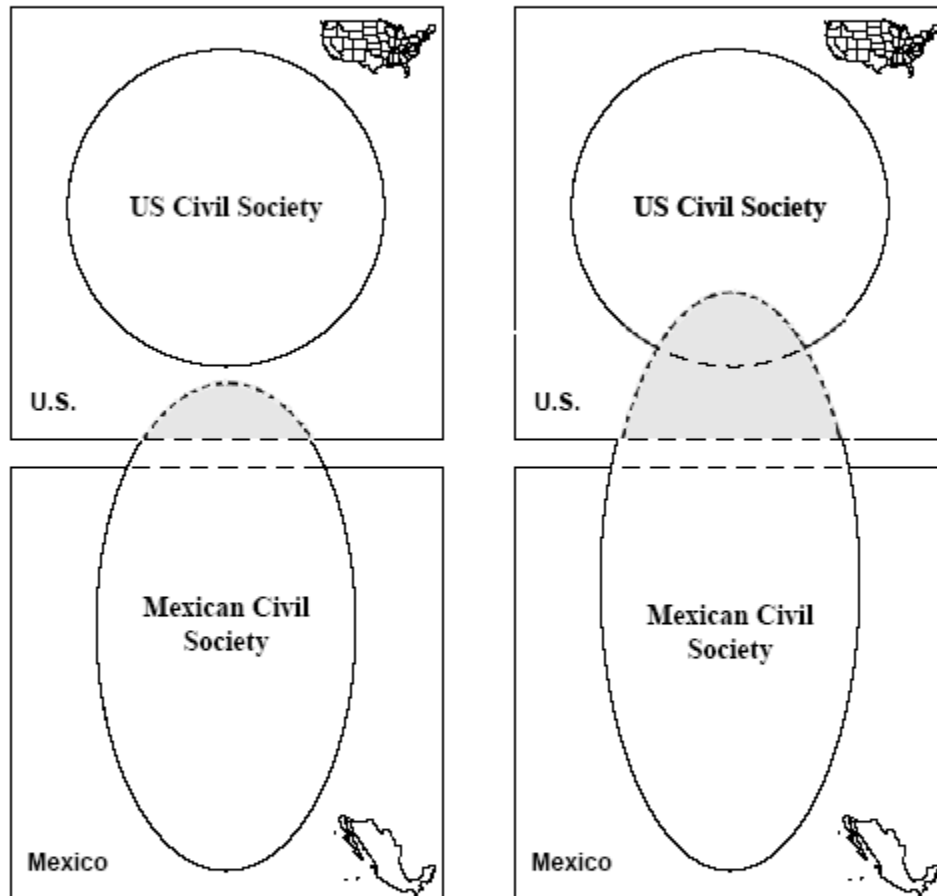 US Civil Society
U.S.
Mexican Civil
Society
Mexico
US Civil Society
U.S.
Mexican Civil
Society
Mexico